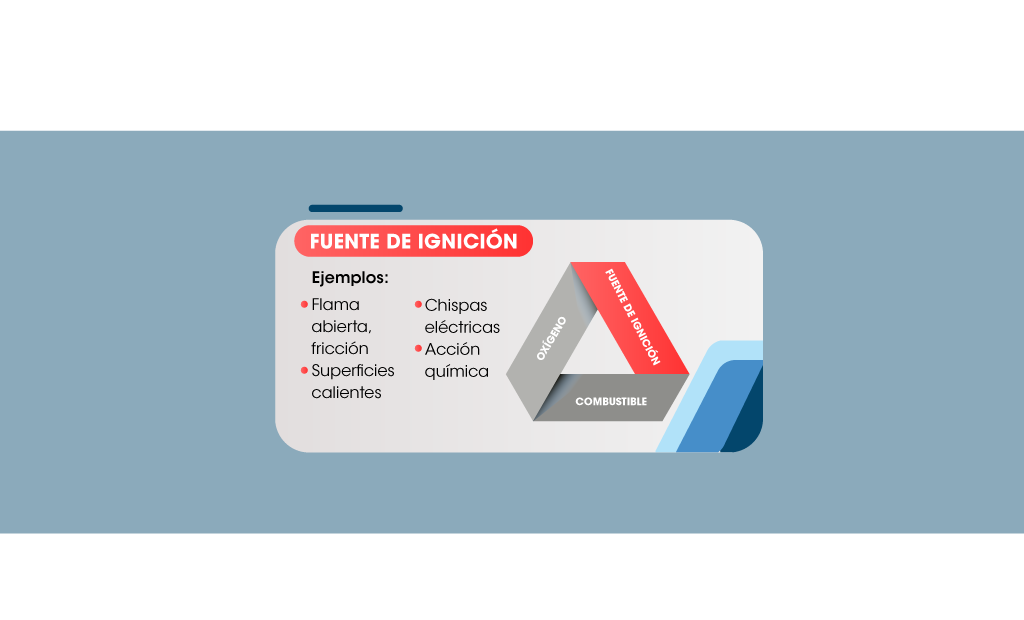 FUENTE DE IGNICIÓN
Ejemplos:
Flama
abierta,
fricción
Superficies
calientes
Chispas
eléctricas
Acción
química
OXÍGENO
FUENTE DE IGNICIÓN
COMBUSTIBLE